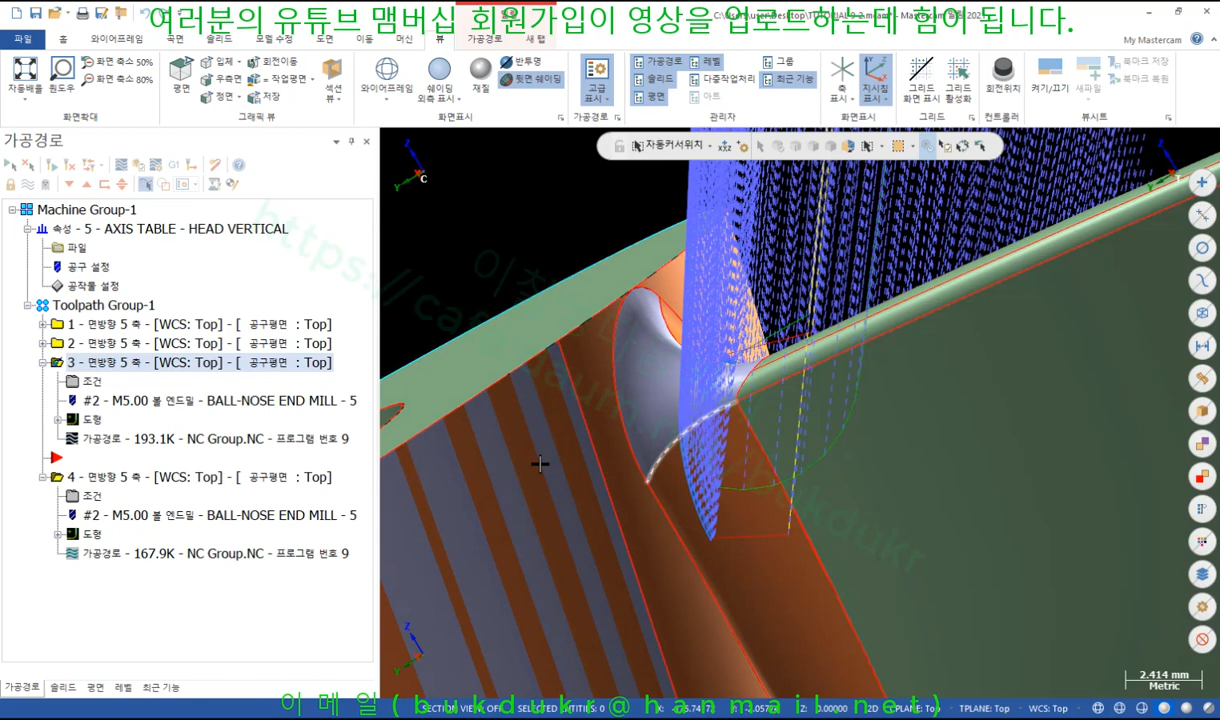 여러분의 유튜브 맴버십 회원가입이 영상을 업로드하는데 힘이 됩니다.
My Mastercam
파일
홈
와이어프레임
곡면
솔리드
모델 수정
도면
이동
머신
뷰
가공경로
새 탭
자동배율
윈도우
화면 축소 50%
화면 축소 80%
화면확대
평면
입체
우측면
정면
회전이동
= 작업평면
저장
섹션
뷰
그래픽 뷰
와이어프레임
쉐이딩
외측 표시
재질
반투명
뒷면 쉐이딩
화면표시
고급
표시
가공경로
가공경로
솔리드
평면
레벨
다중작업처리
아트
그룹
최근 기능
관리자
축
표시
지시침
표시
화면표시
그리드
화면 표시
그리드
활성화
그리드
회전위치
컨트롤러
켜기/끄기
새파일
북마크 저장
북마크 복원
뷰시트
자동커서위치
가공경로
Machine Group-1
속성 - 5 - AXIS TABLE - HEAD VERTICAL
파일
공구 설정
공작물 설정
Toolpath Group-1
1 - 면방향 5 축 - [WCS: Top] - [ 공구평면 : Top]
2 - 면방향 5 축 - [WCS: Top] - [ 공구평면 : Top]
3 - 면방향 5 축 - [WCS: Top] - [ 공구평면 : Top]
조건
#2 - M5.00 볼 엔드밀 - BALL-NOSE END MILL - 5
도형
가공경로 - 193.1K - NC Group.NC - 프로그램 번호 9
4 - 면방향 5 축 - [WCS: Top] - [ 공구평면 : Top]
조건
#2 - M5.00 볼 엔드밀 - BALL-NOSE END MILL - 5
도형
가공경로 - 167.9K - NC Group.NC - 프로그램 번호 9
Z
Y
C
Z
Y
T
Z
Y
2.414 mm
Metric
가공경로
솔리드
평면
레벨
최근 기능
이 메 일 ( b u k d u k r @ h a n m a i l . n e t )
SECTION VIEW: OFF
SELECTED ENTITIES: 0
CPLANE: Top
TPLANE: Top
WCS: Top